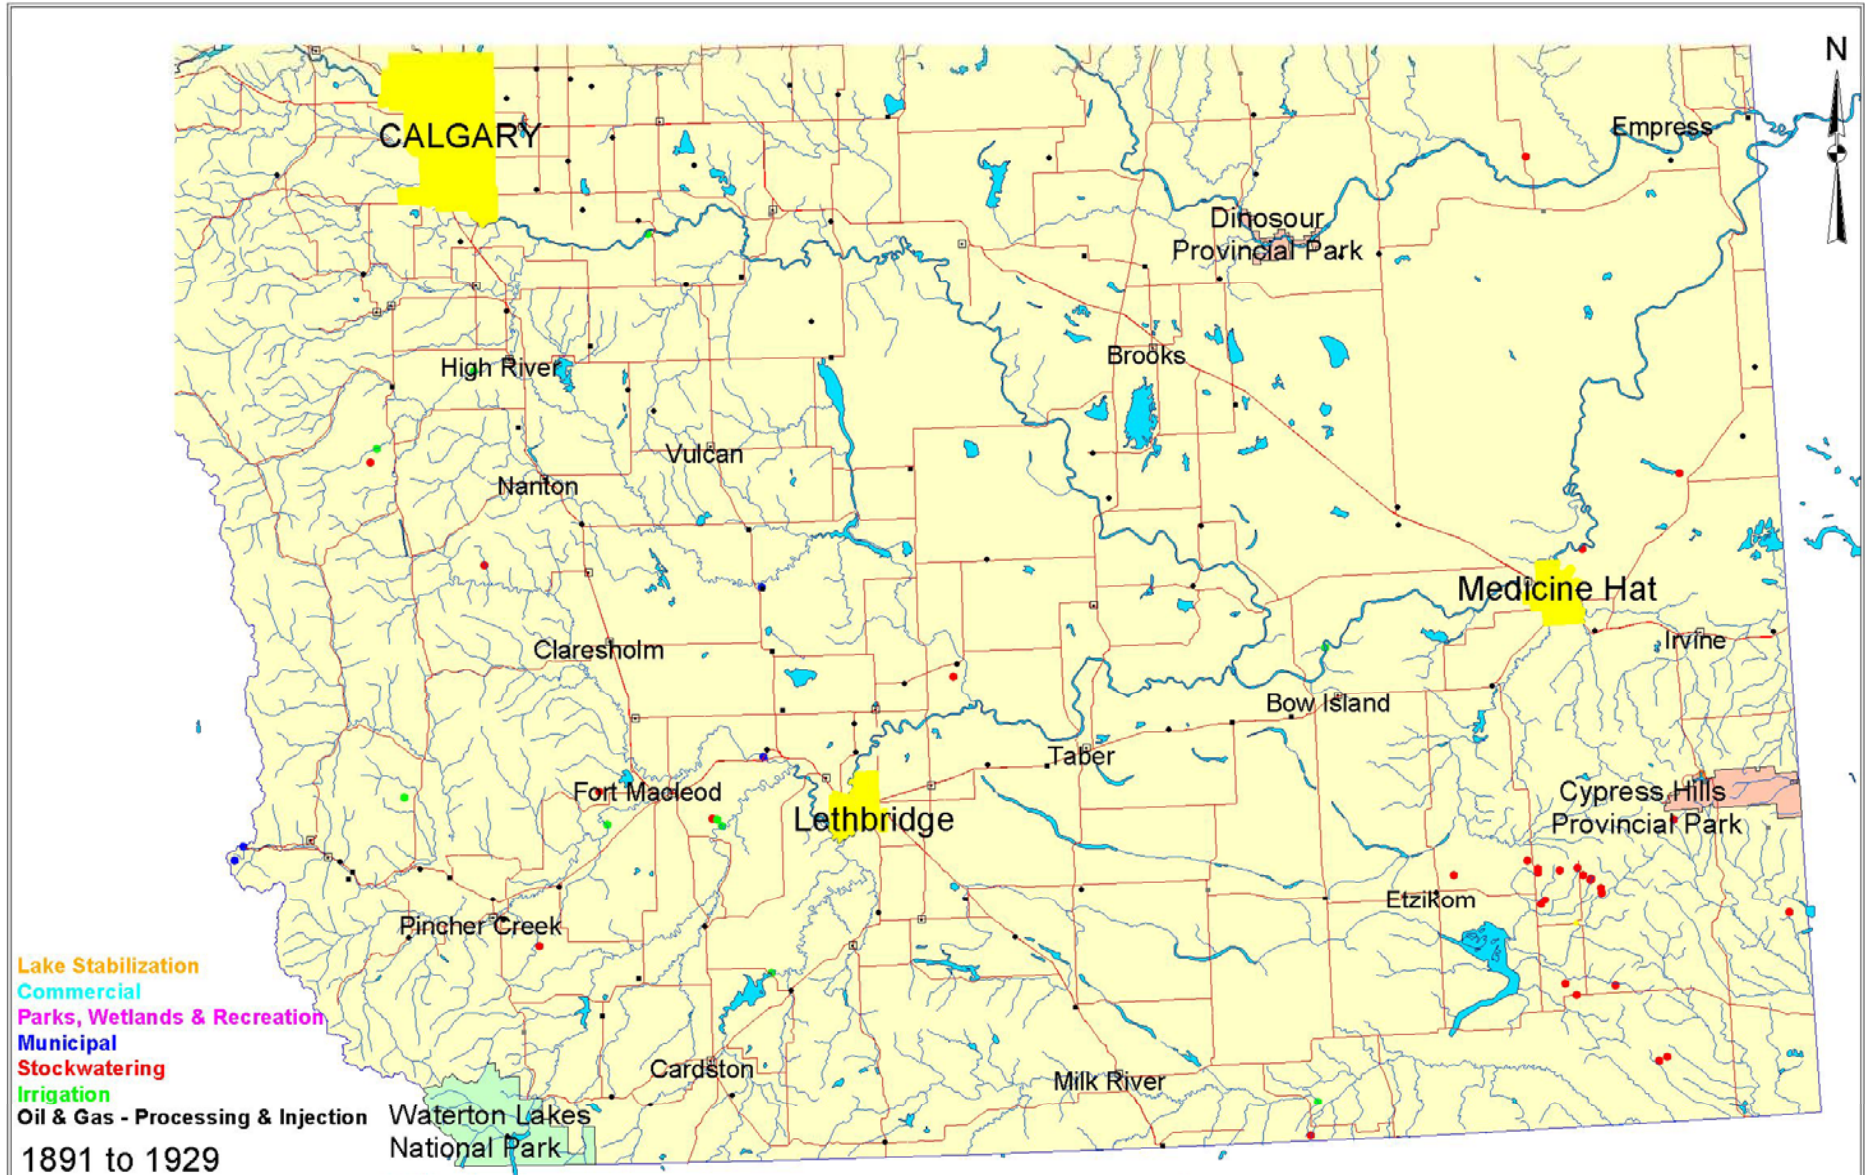 N
CALGARY
Empress
Dinosour
Provincial Park
High River
Brooks
Vulcan
Nanton
Medicine Hat
Irvine
Claresholm
Bow Island
Taber
Fort Macleod
Lethbridge
Cypress Hills
Provincial Park
Etzikom
Pincher Creek
Lake Stabilization
Commercial
Parks, Wetlands & Recreation
Municipal
Stockwatering
Irrigation
Oil & Gas - Processing & Injection
1891 to 1929
Cardston
Milk River
Waterton Lakes
National Park